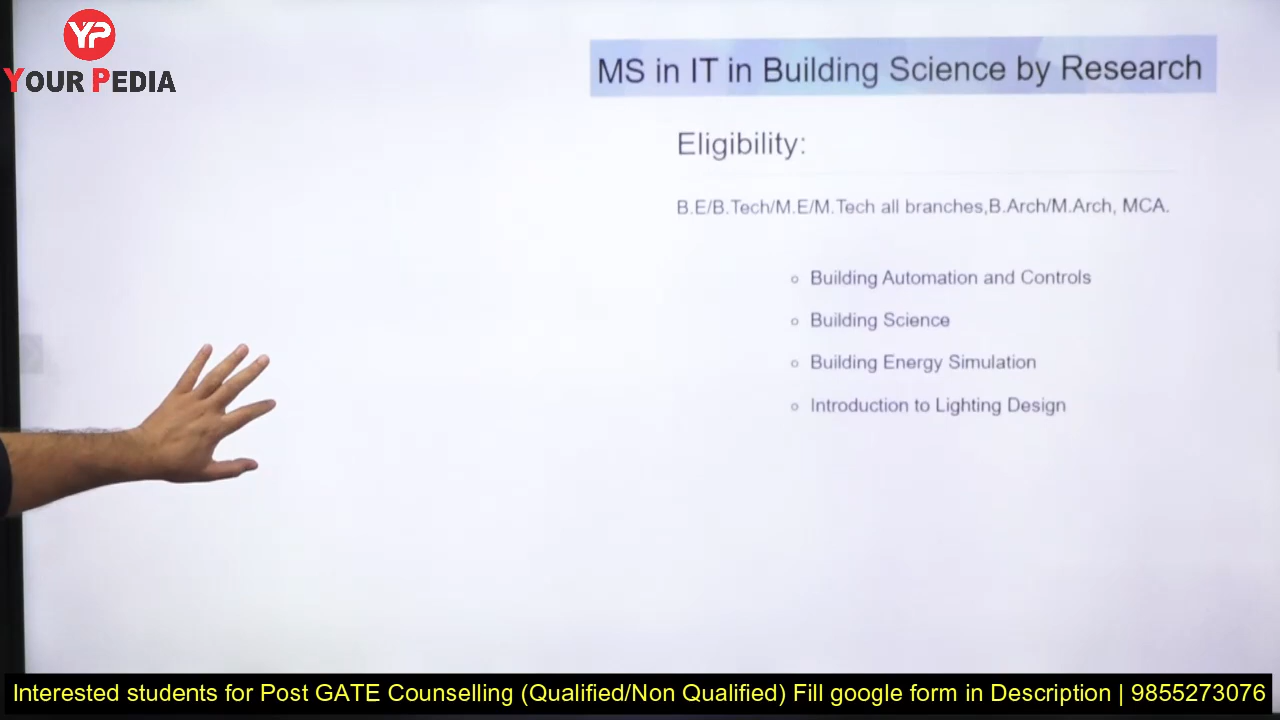 YP
YOUR PEDIA
MS in IT in Building Science by Research
Eligibility:
B.E/B.Tech/M.E/M.Tech all branches,B.Arch/M.Arch, MCA.
Building Automation and Controls
Building Science
Building Energy Simulation
Introduction to Lighting Design
Interested students for Post GATE Counselling (Qualified/Non Qualified) Fill google form in Description | 9855273076